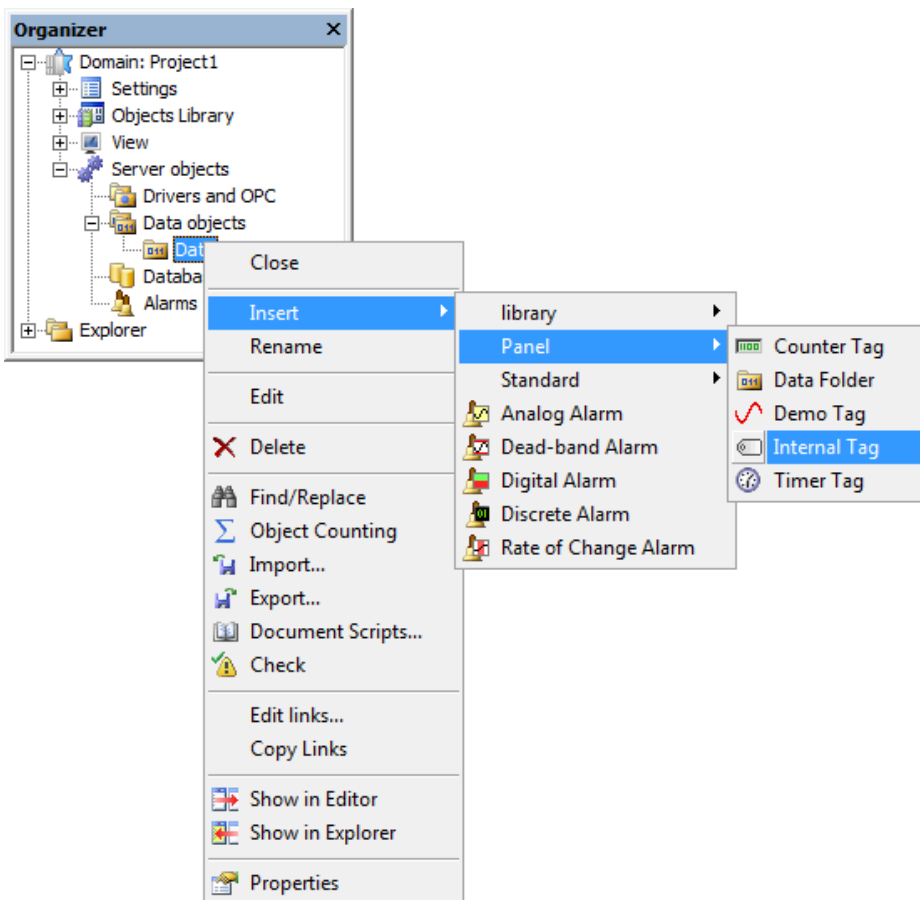 Organizer
Domain: Project1
Settings
Objects Library
View
Server objects
Drivers and OPC
Data objects
Alarms
Explorer
Close
Insert
Rename
Edit
Delete
Find/Replace
Object Counting
Import...
Export...
Document Scripts...
Check
Edit links...
Copy Links
Show in Editor
Show in Explorer
Properties
library
Panel
Standard
Analog Alarm
Dead-band Alarm
Digital Alarm
Discrete Alarm
Rate of Change Alarm
Counter Tag
Data Folder
Demo Tag
Internal Tag
Timer Tag